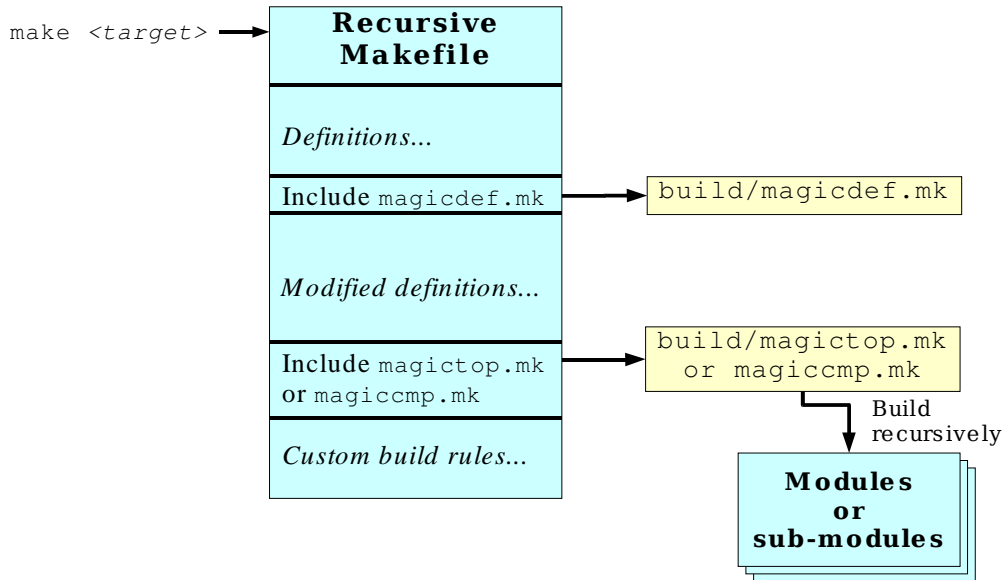 make <target>
Recursive
Makefile
Definitions...
Include magicdef.mk
build/magicdef.mk
Modified definitions...
Include magictop.mk
or magiccmp.mk
build/magictop.mk
or magiccmp.mk
Build
recursively
Custom build rules...
Modules
or
sub-modules